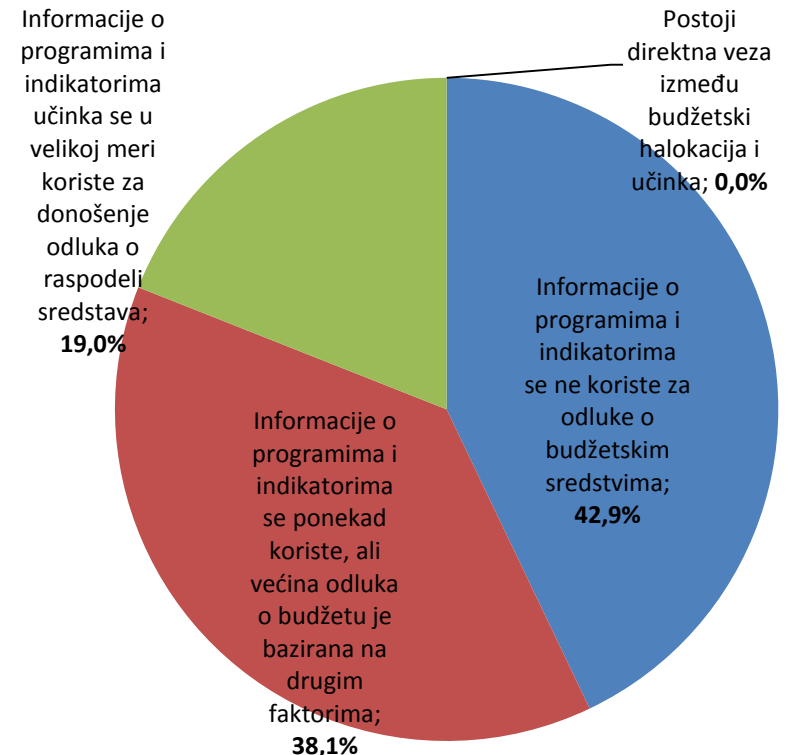 Informacije o
programima i
indikatorima
učinka se u
velikoj meri
koriste za
donošenje
odluka o
raspodeli
sredstava;
19,0%
Postoji
direktna veza
između
budžetski
halokacija i
učinka; 0,0%
Informacije o
programima i
indikatorima
se ne koriste za
odluke o
budžetskim
sredstvima;
42,9%
Informacije o
programima i
indikatorima
se ponekad
koriste, ali
većina odluka
o budžetu je
bazirana na
drugim
faktorima;
38,1%